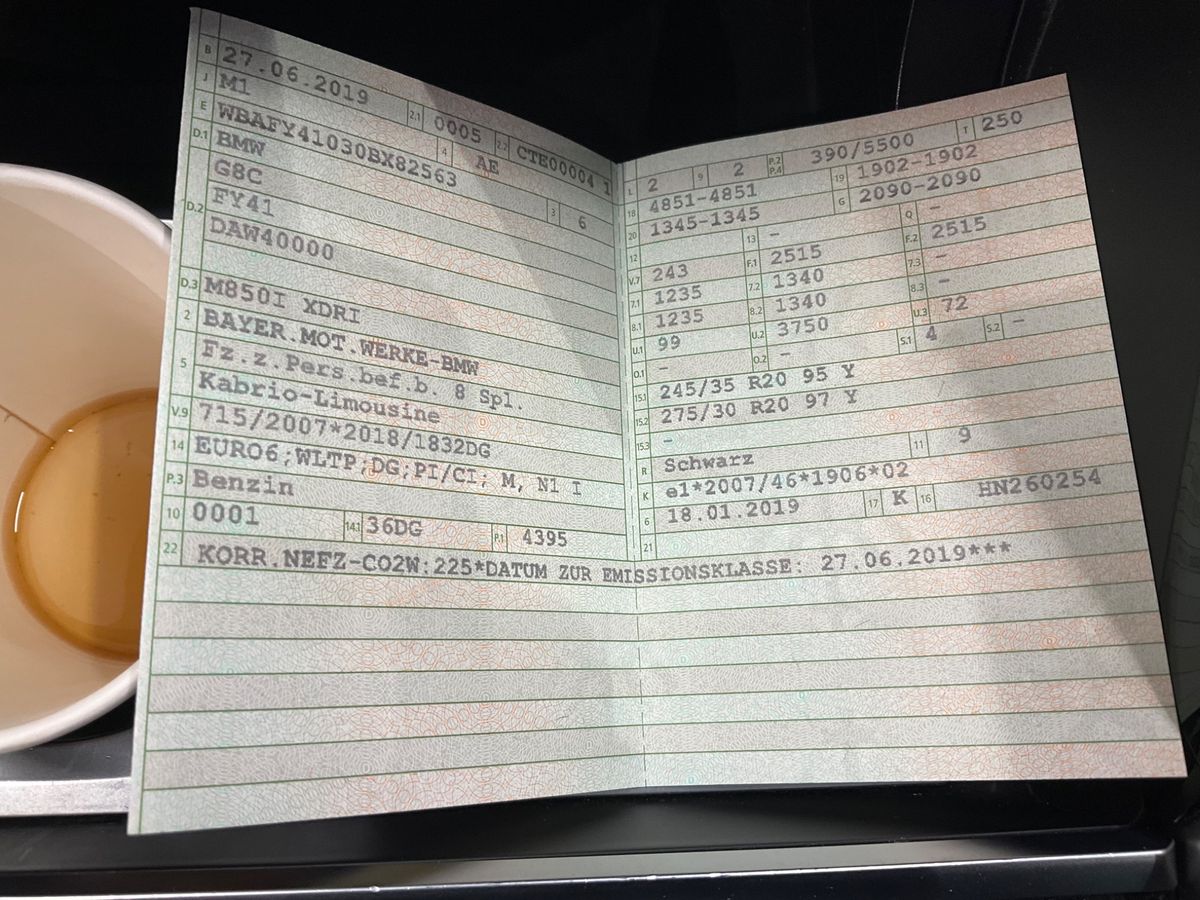 B 27.06.2019 2.1 0005 2.2 CTE00004 1
J M1 4 AE
E WBAFY41030BX82563 3 6
D.1 BMW
D.2 G8C
FY41
DAW40000
D.3 M850I XDRI
2 BAYER.MOT.WERKE-BMW
5 Fz.z.Pers.bef.b. 8 Spl.
Kabrio-Limousine
V.9 715/2007*2018/1832DG
14 EURO6;WLTP;DG;PI/CI; M, N1 I
P.3 Benzin
10 0001 14.1 36DG P.1 4395
22 KORR.NEFZ-CO2W:225*DATUM ZUR EMISSIONSKLASSE: 27.06.2019***
L 2 9 2 P.2 P.4 390/5500 T 250
18 4851-4851 19 1902-1902
20 1345-1345 G 2090-2090
12 13 - Q -
V.7 243 F.1 2515 F.2 2515
7.1 1235 7.2 1340 7.3 -
8.1 1235 8.2 1340 8.3 -
U.1 99 U.2 3750 U.3 72
O.1 - O.2 - S.1 4 S.2 -
15.1 245/35 R20 95 Y
15.2 275/30 R20 97 Y
15.3 -
R Schwarz 11 9
K e1*2007/46*1906*02
6 18.01.2019 17 K 16 HN260254
21